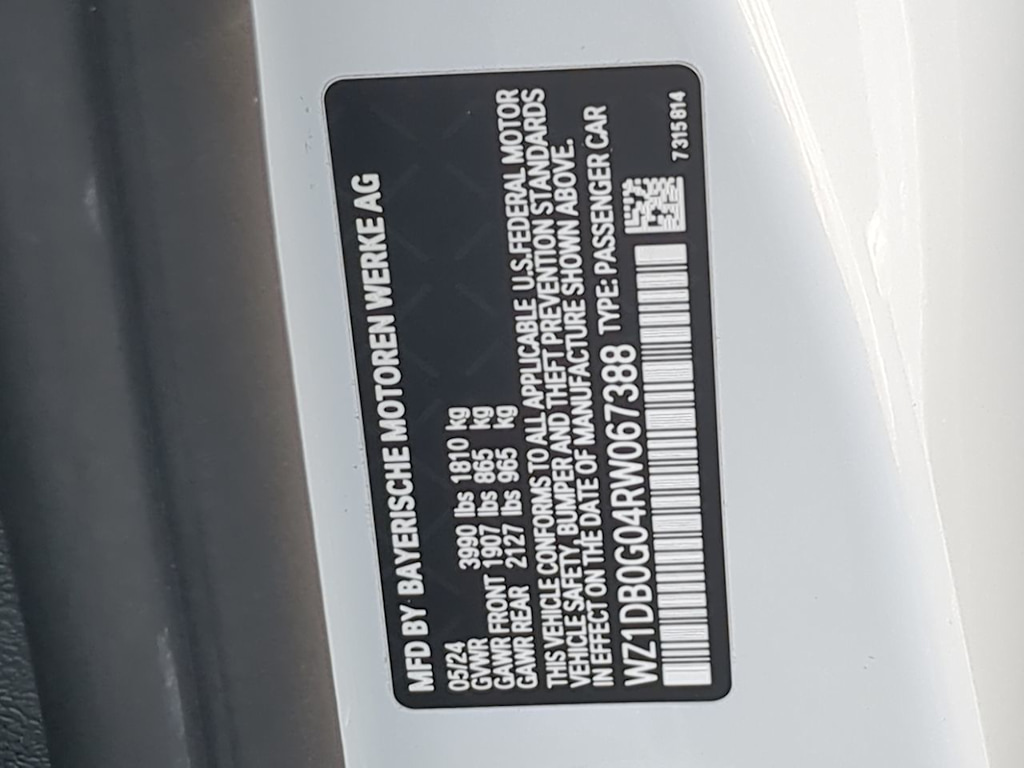 MFD BY BAYERISCHE MOTOREN WERKE AG
05/24
GVWR 3990 lbs 1810 kg
GAWR FRONT 1907 lbs 865 kg
GAWR REAR 2127 lbs 965 kg
THIS VEHICLE CONFORMS TO ALL APPLICABLE U.S.FEDERAL MOTOR
VEHICLE SAFETY, BUMPER AND THEFT PREVENTION STANDARDS
IN EFFECT ON THE DATE OF MANUFACTURE SHOWN ABOVE.
WZ1DB0G04RW067388 TYPE: PASSENGER CAR
7315814